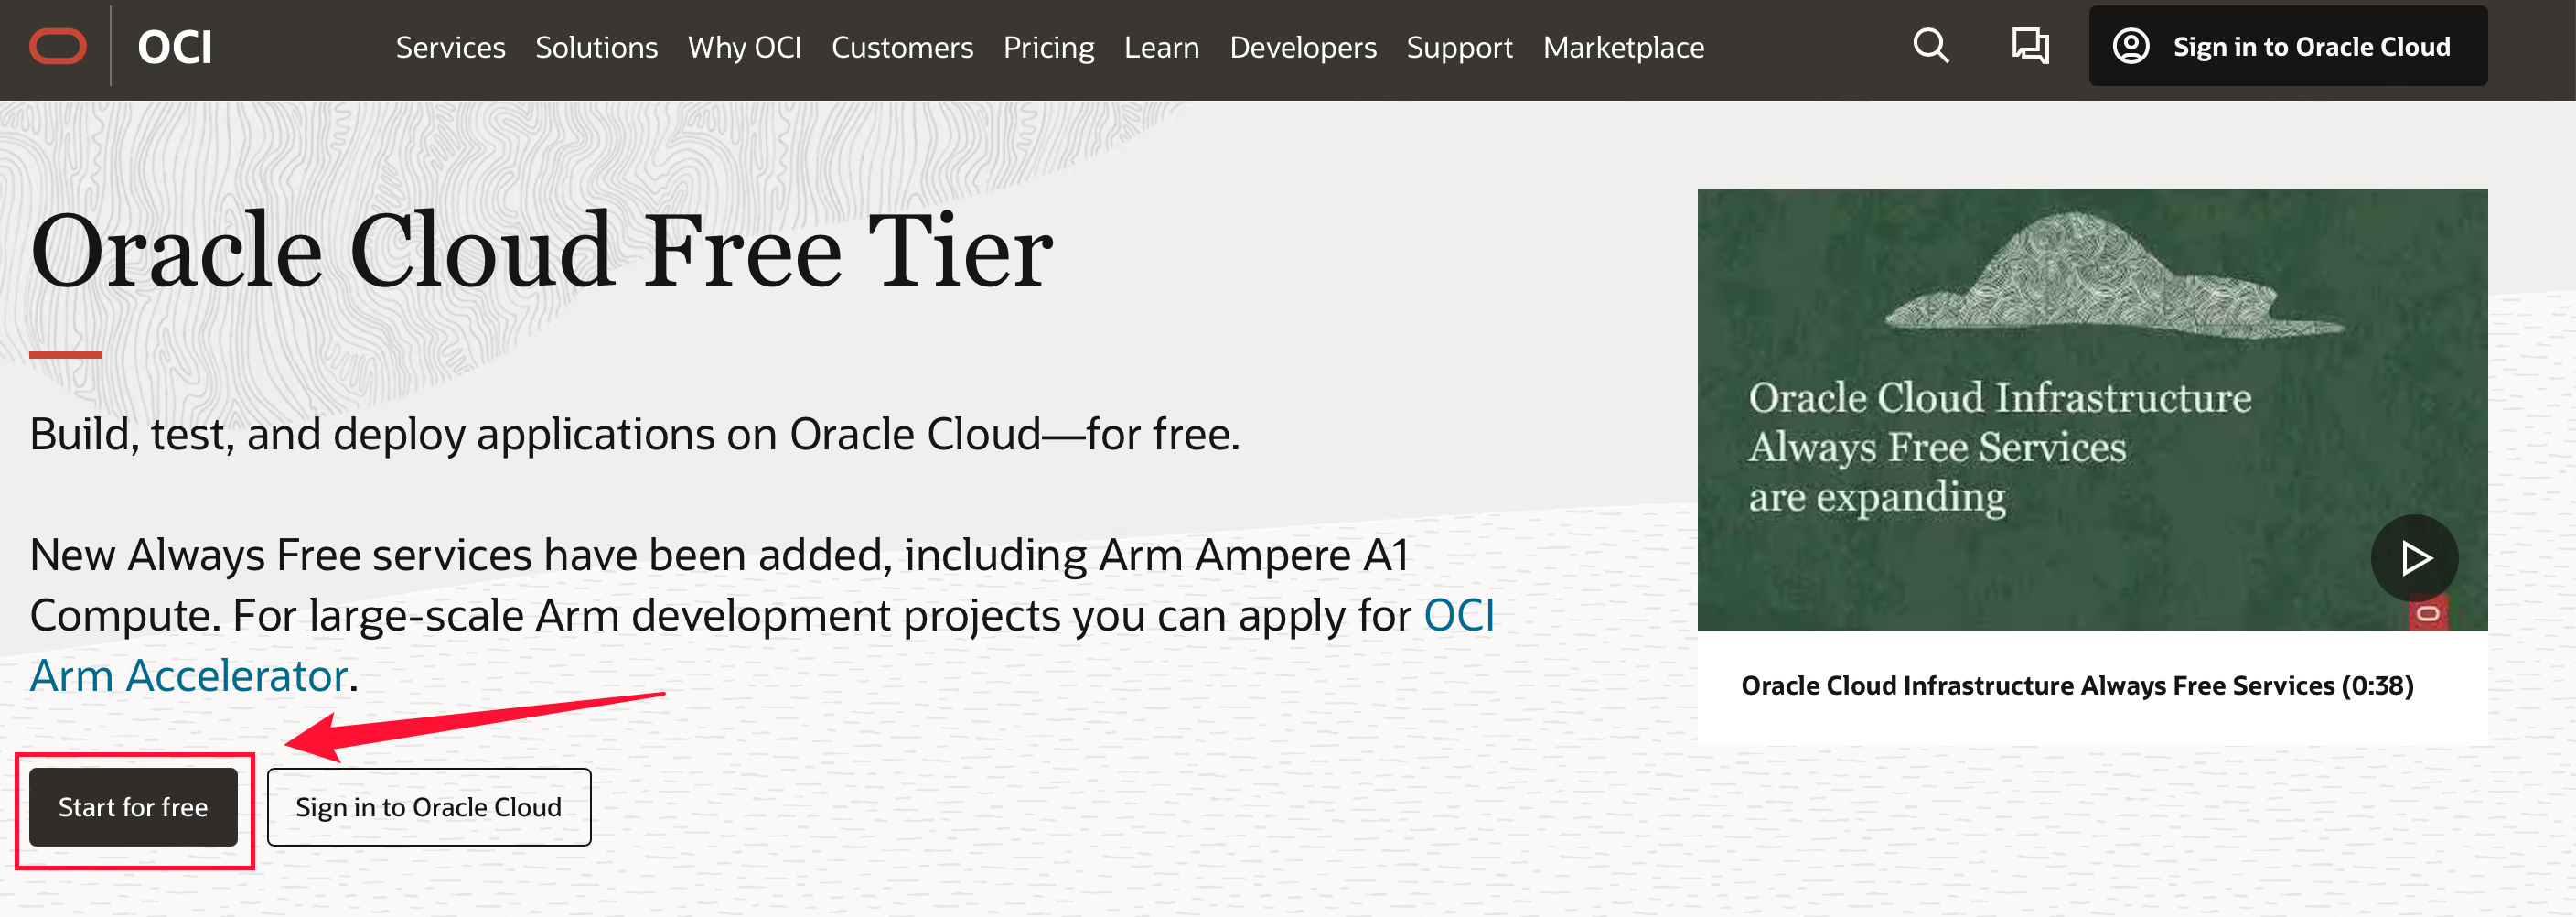 OCI
Services Solutions Why OCI Customers Pricing Learn Developers Support Marketplace
Sign in to Oracle Cloud
Oracle Cloud Free Tier
Build, test, and deploy applications on Oracle Cloud—for free.
New Always Free services have been added, including Arm Ampere A1
Compute. For large-scale Arm development projects you can apply for OCI
Arm Accelerator.
Start for free
Sign in to Oracle Cloud
Oracle Cloud Infrastructure
Always Free Services
are expanding
Oracle Cloud Infrastructure Always Free Services (0:38)